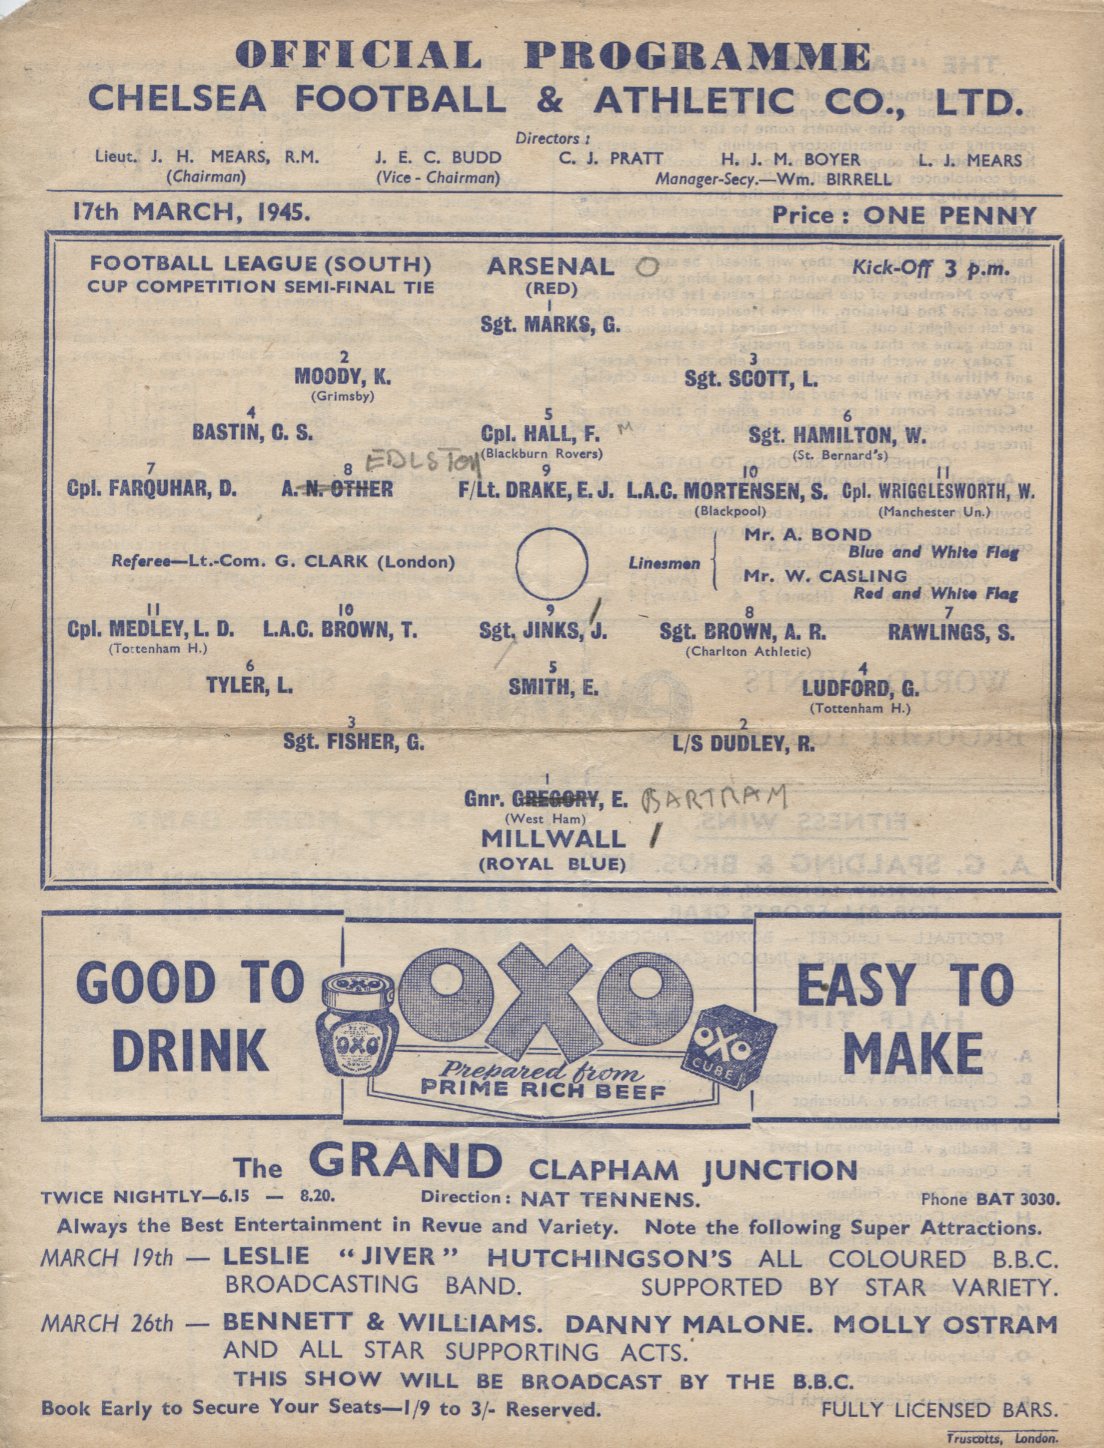 OFFICIAL PROGRAMME
CHELSEA FOOTBALL & ATHLETIC CO., LTD.
Directors :
Lieut. J. H. MEARS, R.M. J. E. C. BUDD C. J. PRATT H. J. M. BOYER L. J. MEARS
(Chairman) (Vice - Chairman) Manager-Secy.—Wm. BIRRELL
17th MARCH, 1945. Price : ONE PENNY
FOOTBALL LEAGUE (SOUTH) ARSENAL O Kick-Off 3 p.m.
CUP COMPETITION SEMI-FINAL TIE (RED)
1
Sgt. MARKS, G.
2 3
MOODY, K. Sgt. SCOTT, L.
(Grimsby)
4 5 6
BASTIN, C. S. Cpl. HALL, F. M Sgt. HAMILTON, W.
(Blackburn Rovers) (St. Bernard's)
EDLSTON
7 8 9 10 11
Cpl. FARQUHAR, D. A. N. OTHER F/Lt. DRAKE, E. J. L.A.C. MORTENSEN, S. Cpl. WRIGGLESWORTH, W.
(Blackpool) (Manchester Un.)
Referee—Lt.-Com. G. CLARK (London) Linesmen Mr. A. BOND
Blue and White Flag
Mr. W. CASLING
Red and White Flag
11 10 9 8 7
Cpl. MEDLEY, L. D. L.A.C. BROWN, T. Sgt. JINKS, J. Sgt. BROWN, A. R. RAWLINGS, S.
(Tottenham H.) (Charlton Athletic)
6 5 4
TYLER, L. SMITH, E. LUDFORD, G.
(Tottenham H.)
3 2
Sgt. FISHER, G. L/S DUDLEY, R.
1
Gnr. GREGORY, E. BARTRAM
(West Ham)
MILLWALL 1
(ROYAL BLUE)
GOOD TO DRINK
OXO
OXO
OXO
CUBE
Prepared from
PRIME RICH BEEF
EASY TO MAKE
The GRAND CLAPHAM JUNCTION
TWICE NIGHTLY—6.15 — 8.20. Direction : NAT TENNENS. Phone BAT 3030.
Always the Best Entertainment in Revue and Variety. Note the following Super Attractions.
MARCH 19th — LESLIE "JIVER" HUTCHINGSON'S ALL COLOURED B.B.C.
BROADCASTING BAND. SUPPORTED BY STAR VARIETY.
MARCH 26th — BENNETT & WILLIAMS. DANNY MALONE. MOLLY OSTRAM
AND ALL STAR SUPPORTING ACTS.
THIS SHOW WILL BE BROADCAST BY THE B.B.C.
Book Early to Secure Your Seats—1/9 to 3/- Reserved. FULLY LICENSED BARS.
Truscotts, London.